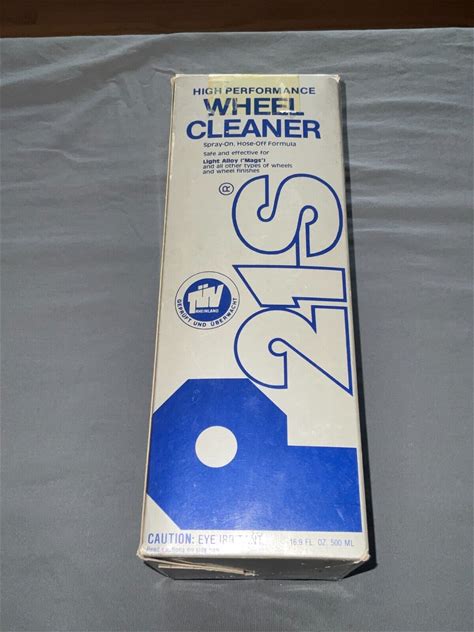 HIGH PERFORMANCE
WHEEL
CLEANER
Spray-On, Hose-Off Formula
Safe and effective for
Light Alloy ("Mags")
and all other types of wheels
and wheel finishes
®
P21S
TÜV
RHEINLAND
GEPRÜFT UND ÜBERWACHT
CAUTION: EYE
16.9 FL. OZ. 500 ML